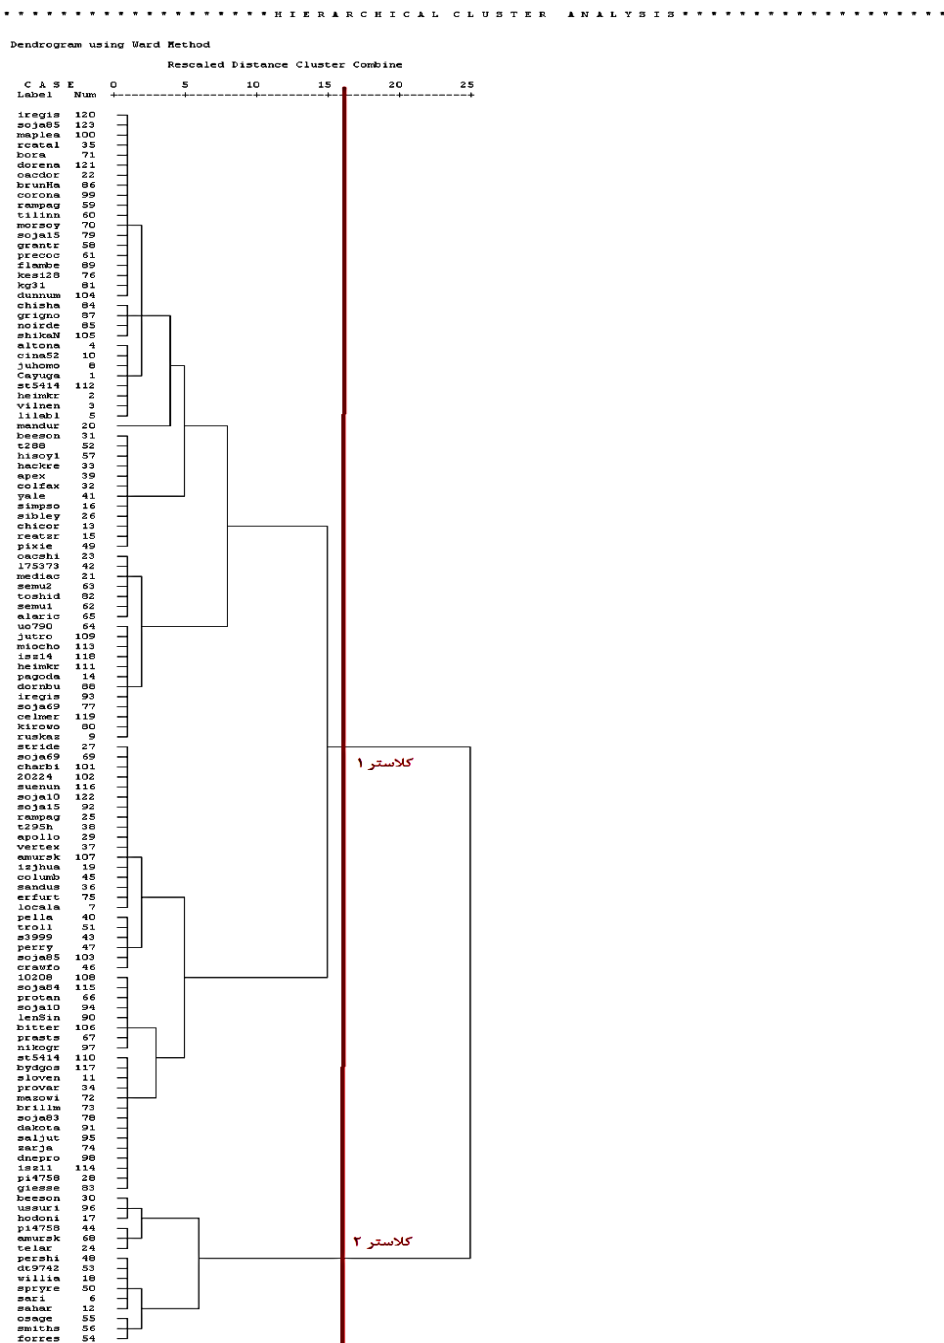 * * * * * * * * * * * * * * * * * * H I E R A R C H I C A L   C L U S T E R   A N A L Y S I S * * * * * * * * * * * * * * * * * *
Dendrogram using Ward Method
Rescaled Distance Cluster Combine
C A S E 0 5 10 15 20 25
Label Num
iregis 120
soja85 123
maplea 100
rcatal 35
bora 71
dorena 121
oacdor 22
brunHa 86
corona 99
rampag 59
tilinn 60
morsoy 70
soja15 79
grantr 58
precoc 61
flambe 89
kes128 76
kg31 81
dunnum 104
chisha 84
grigno 87
noirde 85
shikaN 105
altona 4
cina52 10
juhomo 8
Cayuga 1
st5414 112
heimkr 2
vilnen 3
lilabl 5
mandur 20
beeson 31
t288 52
hisoy1 57
hackre 33
apex 39
colfax 32
yale 41
simpso 16
sibley 26
chicor 13
reatzr 15
pixie 49
oacshi 23
175373 42
mediac 21
semu2 63
toshid 82
semu1 62
alaric 65
uc790 64
jutro 109
miocho 113
isz14 118
heimkr 111
pagoda 14
dornbu 88
iregis 93
soja69 77
celmer 119
kirowo 80
ruskaz 9
stride 27
soja69 69
charbi 101
20224 102
suenun 116
soja10 122
soja15 92
rampag 25
t295h 38
apollo 29
vertex 37
amursk 107
izjhua 19
columb 45
sandus 36
erfurt 75
locala 7
کلاستر ۱
pella 40
troll 51
s3999 43
perry 47
soja85 103
crawfo 46
10208 108
soja84 115
protan 66
soja10 94
lenSin 90
bitter 106
prasts 67
nikogr 97
st5414 110
bydgos 117
sloven 11
provar 34
mazowi 72
brillm 73
soja83 78
dakota 91
saljut 95
zarja 74
dnepro 98
isz11 114
pi4758 28
giesse 83
beeson 30
ussuri 96
hodoni 17
pi4758 44
amursk 68
telar 24
کلاستر ۲
pershi 48
dt9742 53
willia 18
spryre 50
sari 6
sahar 12
osage 55
smiths 56
forres 54